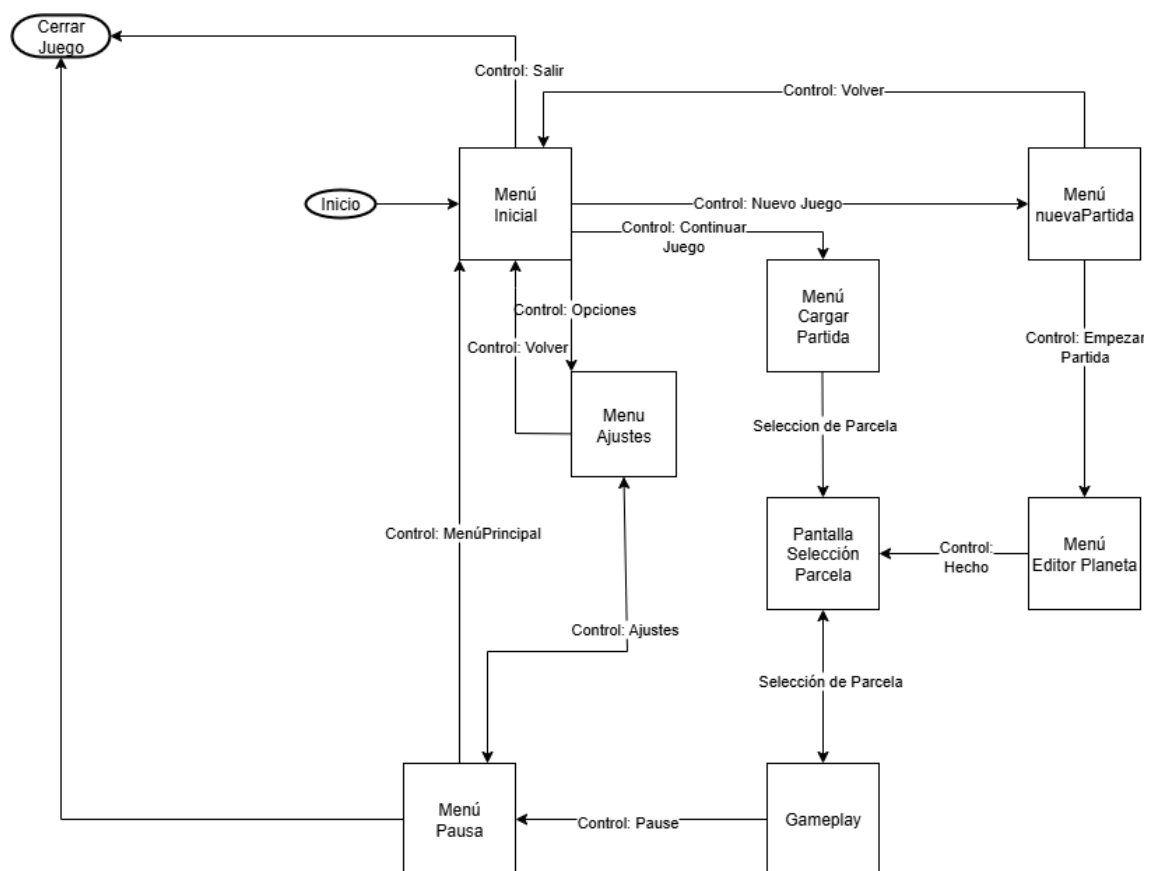 Cerrar
Juego
Control: Salir
Control: Volver
Inicio
Menú
Inicial
Control: Nuevo Juego
Menú
nuevaPartida
Control: Continuar
Juego
Menú
Cargar
Partida
Control: Opciones
Control: Volver
Control: Empezar
Partida
Menu
Ajustes
Seleccion de Parcela
Control: MenúPrincipal
Pantalla
Selección
Parcela
Control:
Hecho
Menú
Editor Planeta
Control: Ajustes
Selección de Parcela
Menú
Pausa
Control: Pause
Gameplay